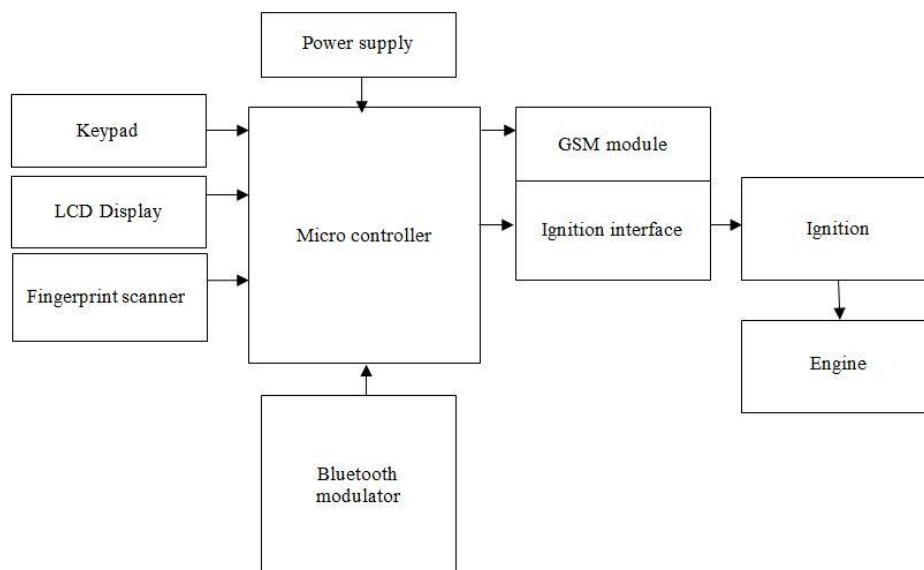 Power supply
Keypad
GSM module
LCD Display
Micro controller
Ignition interface
Ignition
Fingerprint scanner
Engine
Bluetooth
modulator